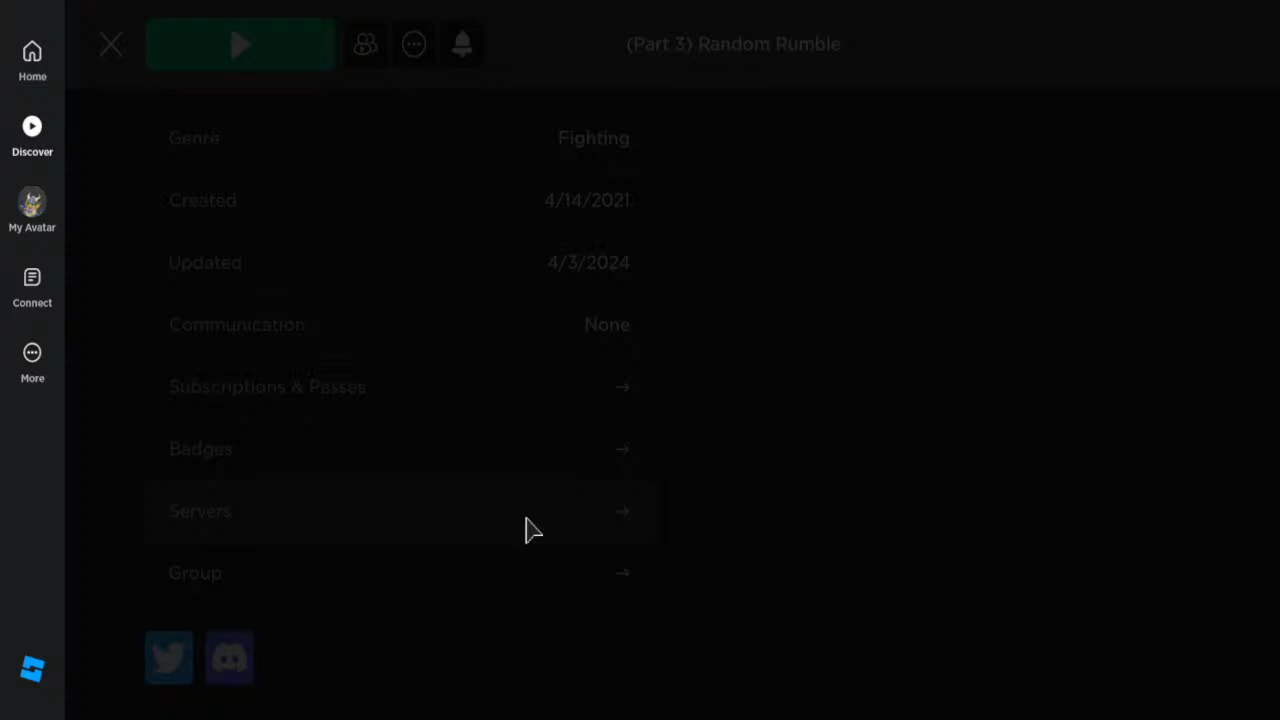 Home
Discover
My Avatar
Connect
More
(Part 3) Random Rumble
Genre Fighting
Created 4/14/2021
Updated 4/3/2024
Communication None
Subscriptions & Passes →
Badges →
Servers →
Group →